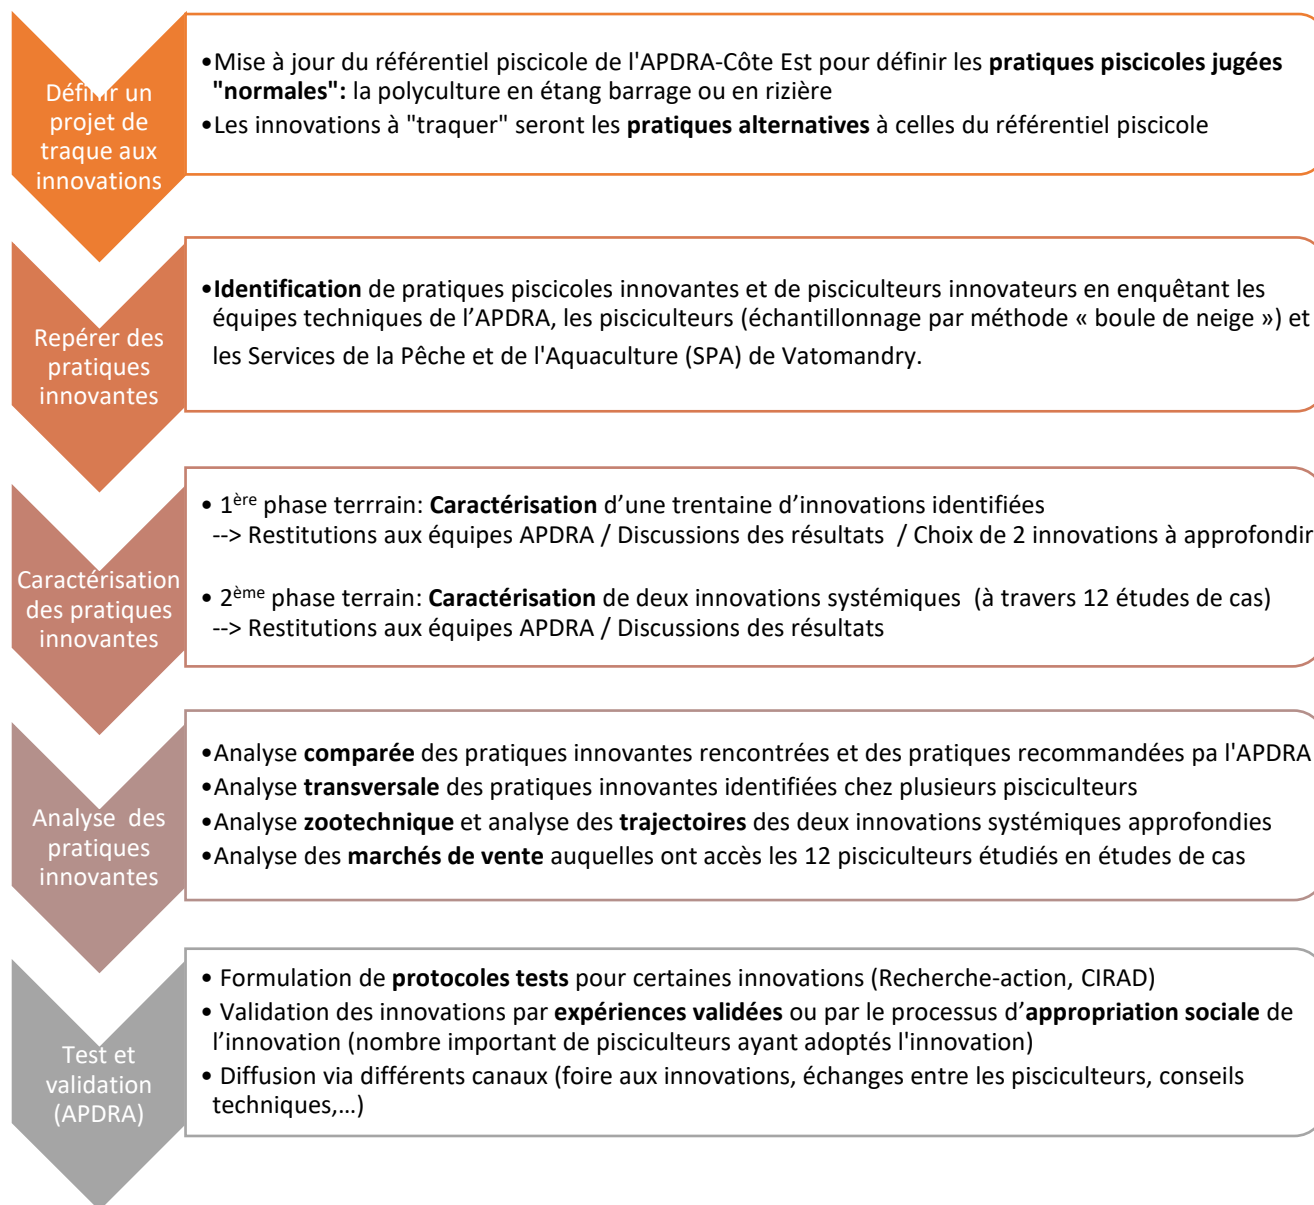 Définir un
projet de
traque aux
innovations
•Mise à jour du référentiel piscicole de l'APDRA-Côte Est pour définir les pratiques piscicoles jugées
"normales": la polyculture en étang barrage ou en rizière
•Les innovations à "traquer" seront les pratiques alternatives à celles du référentiel piscicole
Repérer des
pratiques
innovantes
•Identification de pratiques piscicoles innovantes et de pisciculteurs innovateurs en enquêtant les
équipes techniques de l’APDRA, les pisciculteurs (échantillonnage par méthode « boule de neige ») et
les Services de la Pêche et de l'Aquaculture (SPA) de Vatomandry.
Caractérisation
des pratiques
innovantes
• 1ère phase terrrain: Caractérisation d’une trentaine d’innovations identifiées
--> Restitutions aux équipes APDRA / Discussions des résultats / Choix de 2 innovations à approfondir
• 2ème phase terrain: Caractérisation de deux innovations systémiques (à travers 12 études de cas)
--> Restitutions aux équipes APDRA / Discussions des résultats
Analyse des
pratiques
innovantes
•Analyse comparée des pratiques innovantes rencontrées et des pratiques recommandées pa l'APDRA
•Analyse transversale des pratiques innovantes identifiées chez plusieurs pisciculteurs
•Analyse zootechnique et analyse des trajectoires des deux innovations systémiques approfondies
•Analyse des marchés de vente auquelles ont accès les 12 pisciculteurs étudiés en études de cas
Test et
validation
(APDRA)
• Formulation de protocoles tests pour certaines innovations (Recherche-action, CIRAD)
• Validation des innovations par expériences validées ou par le processus d’appropriation sociale de
l’innovation (nombre important de pisciculteurs ayant adoptés l'innovation)
• Diffusion via différents canaux (foire aux innovations, échanges entre les pisciculteurs, conseils
techniques,…)